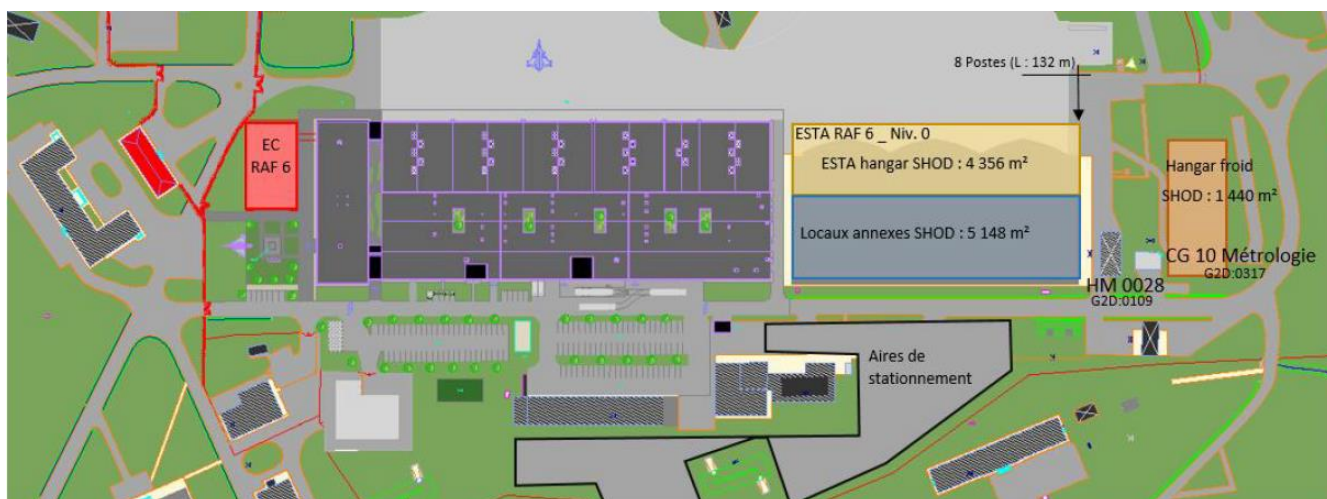 8 Postes (L : 132 m)
EC
RAF 6
ESTA RAF 6 _ Niv. 0
ESTA hangar SHOD : 4 356 m²
Locaux annexes SHOD : 5 148 m²
Hangar froid
SHOD : 1 440 m²
CG 10 Métrologie
G2D:0317
HM 0028
G2D:0109
Aires de
stationnement